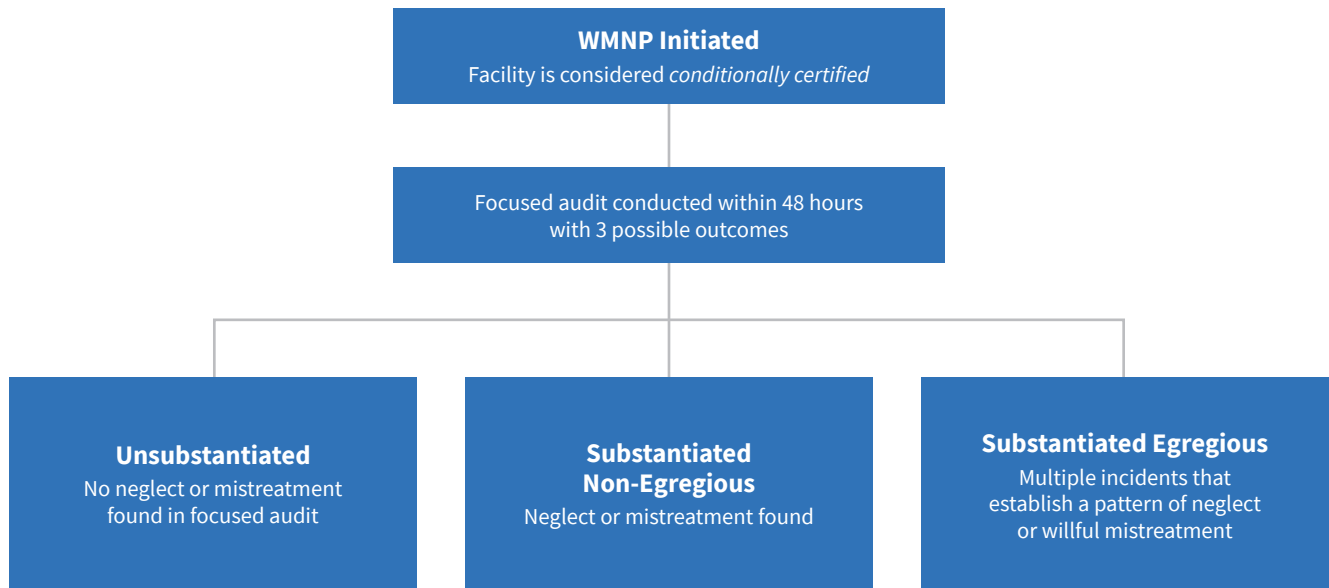 WMNP Initiated
Facility is considered conditionally certified
Focused audit conducted within 48 hours
with 3 possible outcomes
Unsubstantiated
No neglect or mistreatment
found in focused audit
Substantiated
Non-Egregious
Neglect or mistreatment found
Substantiated Egregious
Multiple incidents that
establish a pattern of neglect
or willful mistreatment